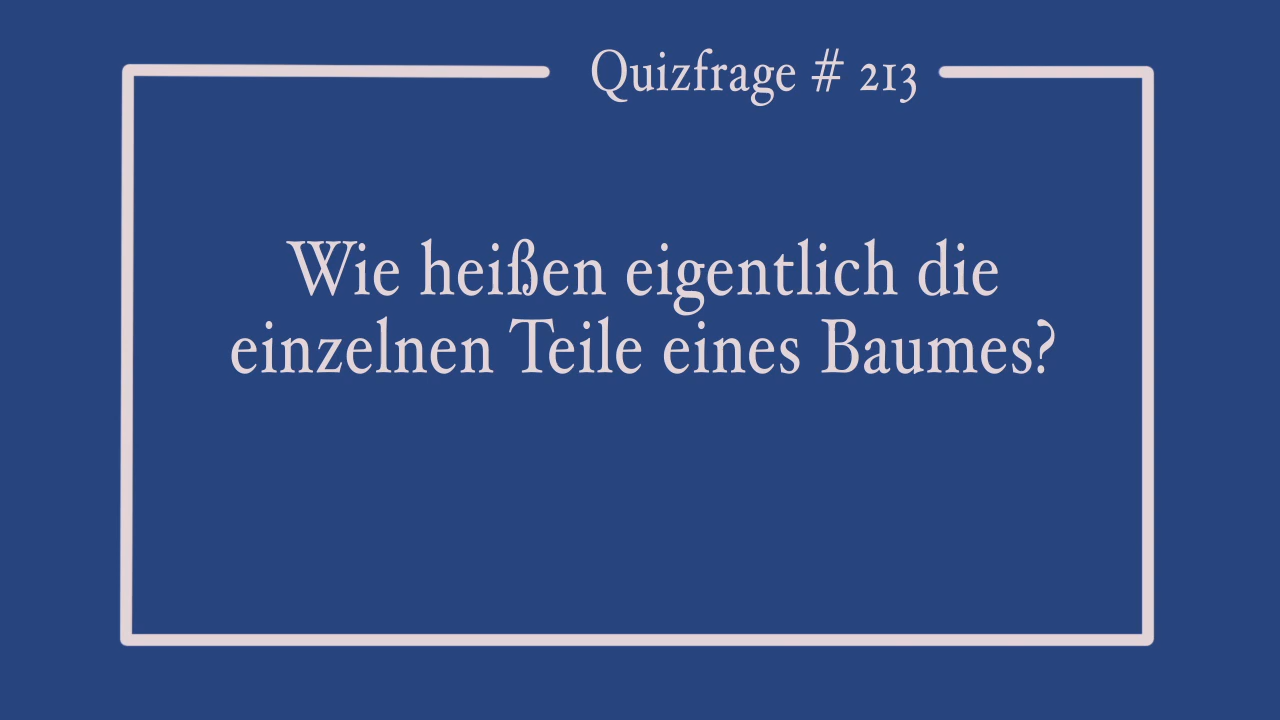 Quizfrage # 213
Wie heißen eigentlich die
einzelnen Teile eines Baumes?